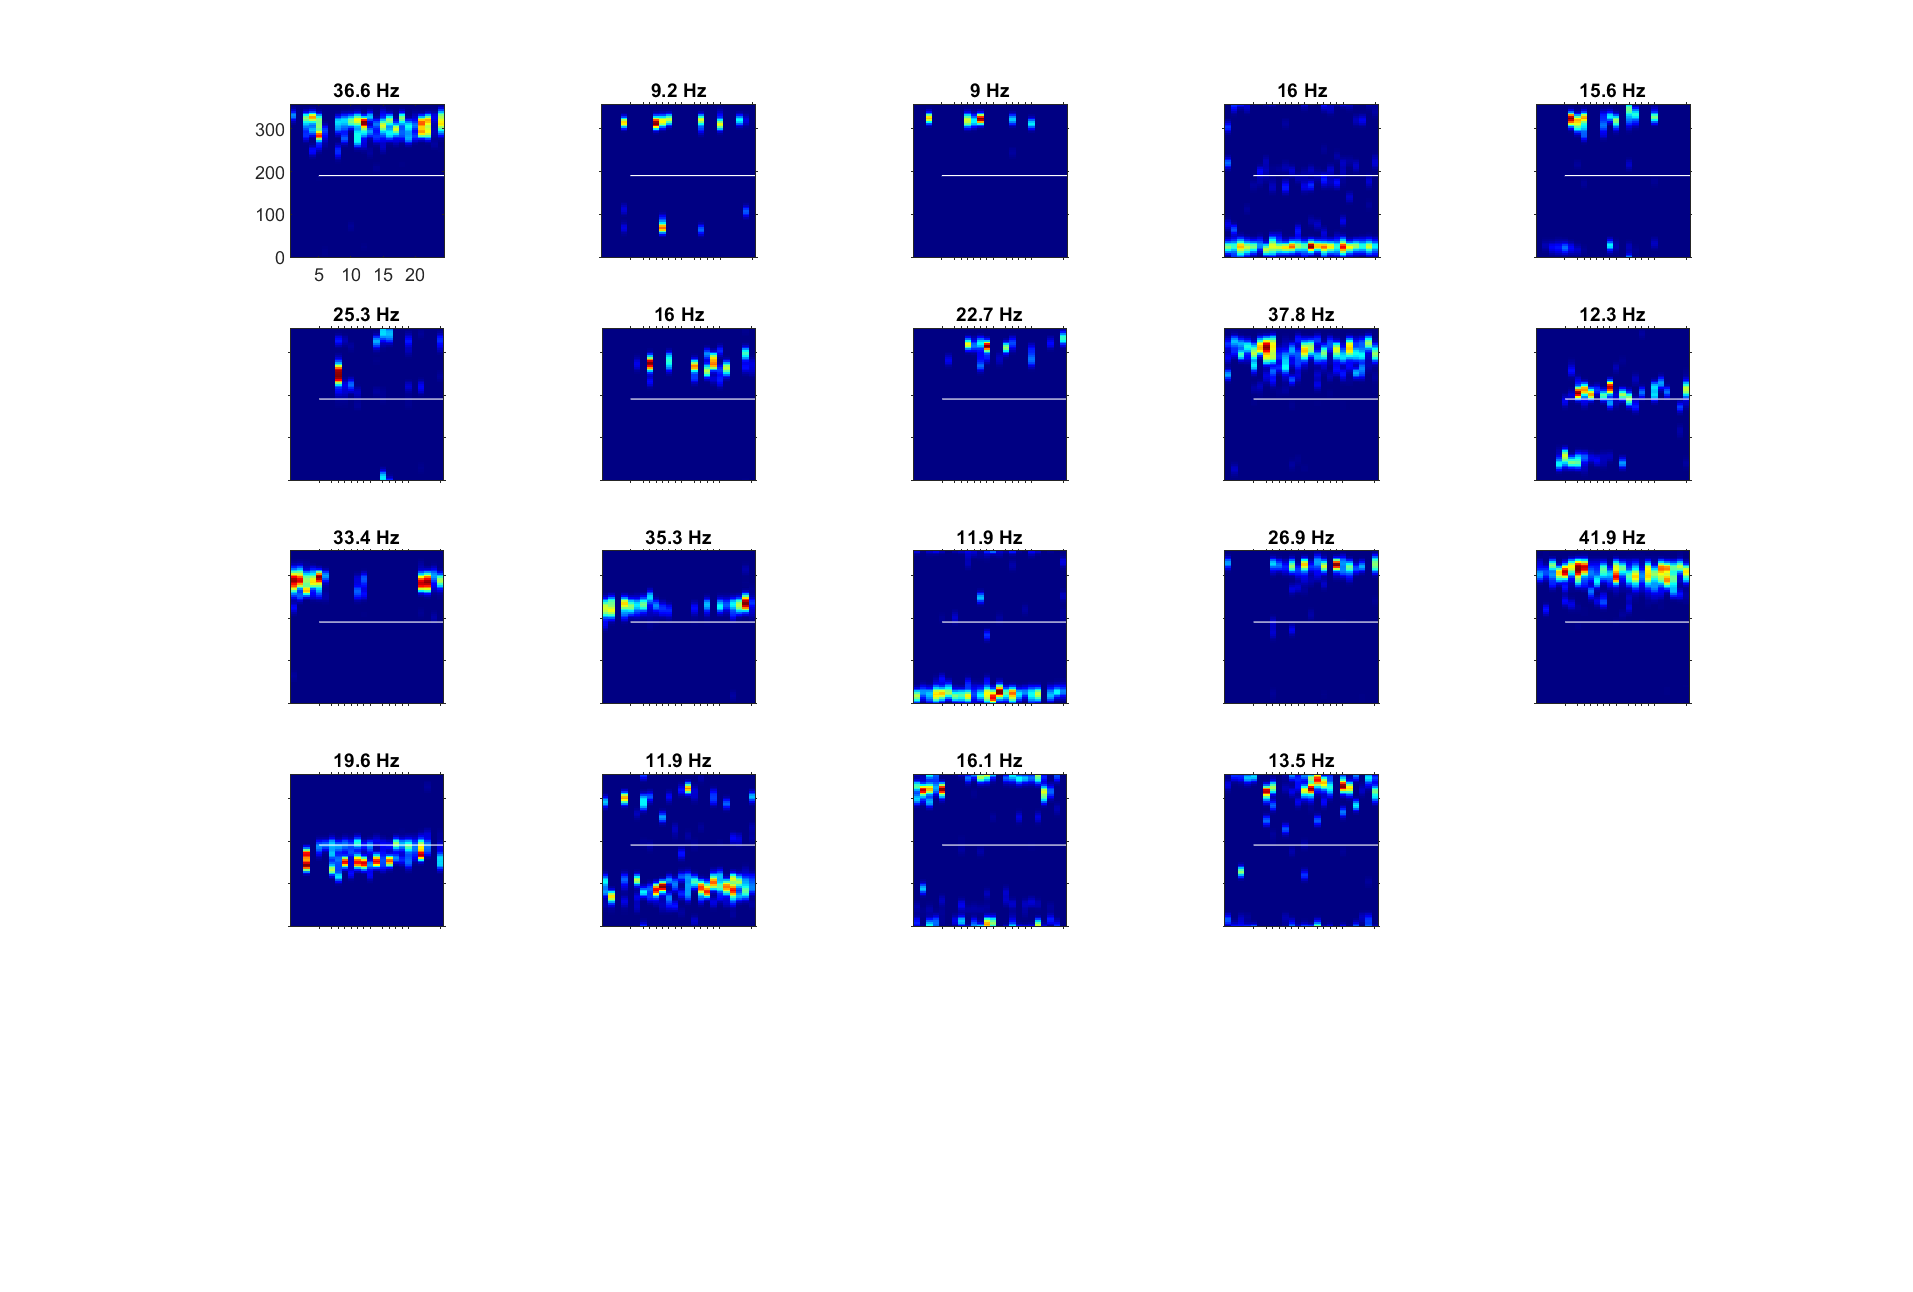 36.6 Hz
9.2 Hz
9 Hz
16 Hz
15.6 Hz
300
200
100
0
5 10 15 20
25.3 Hz
16 Hz
22.7 Hz
37.8 Hz
12.3 Hz
33.4 Hz
35.3 Hz
11.9 Hz
26.9 Hz
41.9 Hz
19.6 Hz
11.9 Hz
16.1 Hz
13.5 Hz